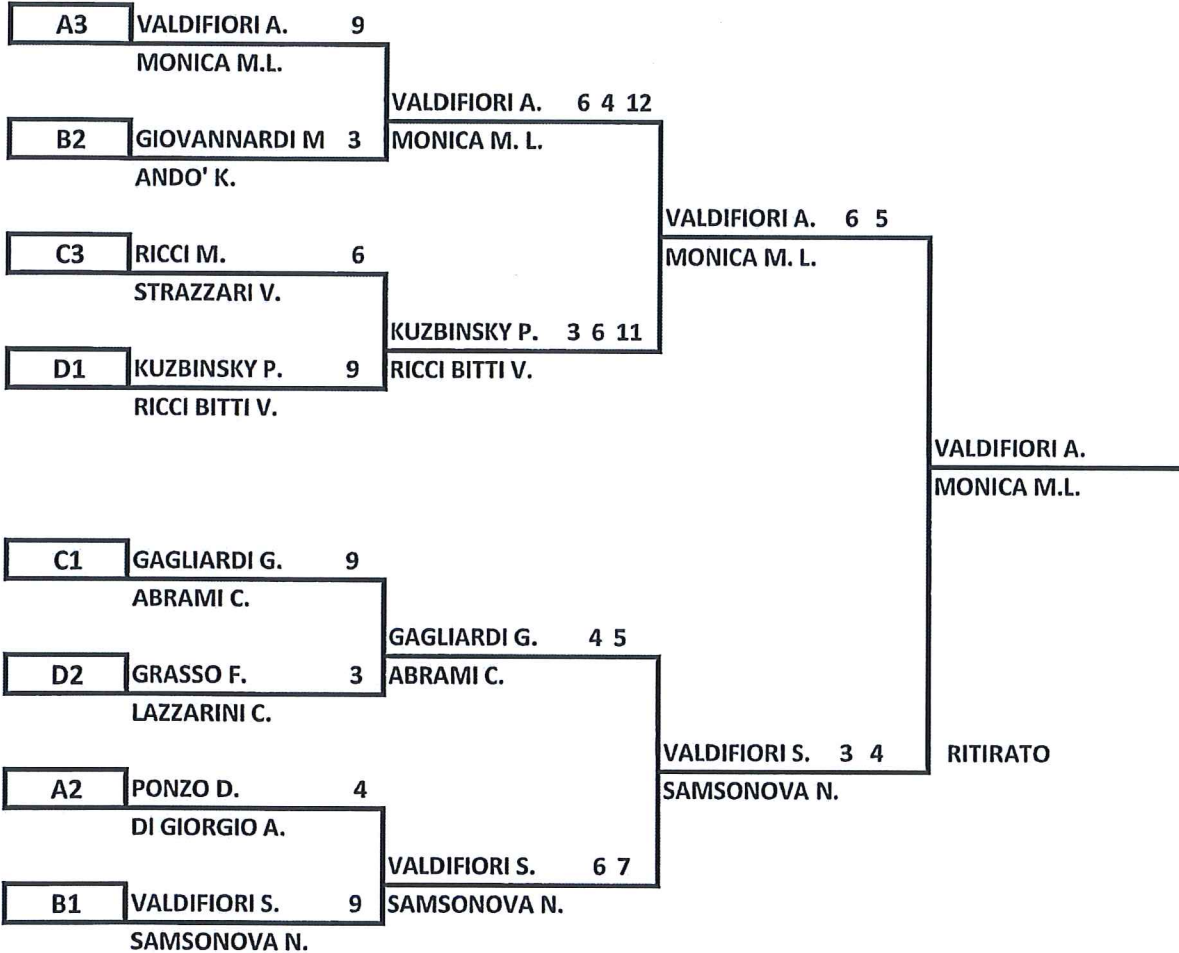 A3 VALDIFIORI A. 9
MONICA M.L.
VALDIFIORI A. 6 4 12
B2 GIOVANNARDI M 3 MONICA M. L.
ANDO' K.
VALDIFIORI A. 6 5
C3 RICCI M. 6 MONICA M. L.
STRAZZARI V.
KUZBINSKY P. 3 6 11
D1 KUZBINSKY P. 9 RICCI BITTI V.
RICCI BITTI V.
VALDIFIORI A.
MONICA M.L.
C1 GAGLIARDI G. 9
ABRAMI C.
GAGLIARDI G. 4 5
D2 GRASSO F. 3 ABRAMI C.
LAZZARINI C.
VALDIFIORI S. 3 4 RITIRATO
A2 PONZO D. 4 SAMSONOVA N.
DI GIORGIO A.
VALDIFIORI S. 6 7
B1 VALDIFIORI S. 9 SAMSONOVA N.
SAMSONOVA N.